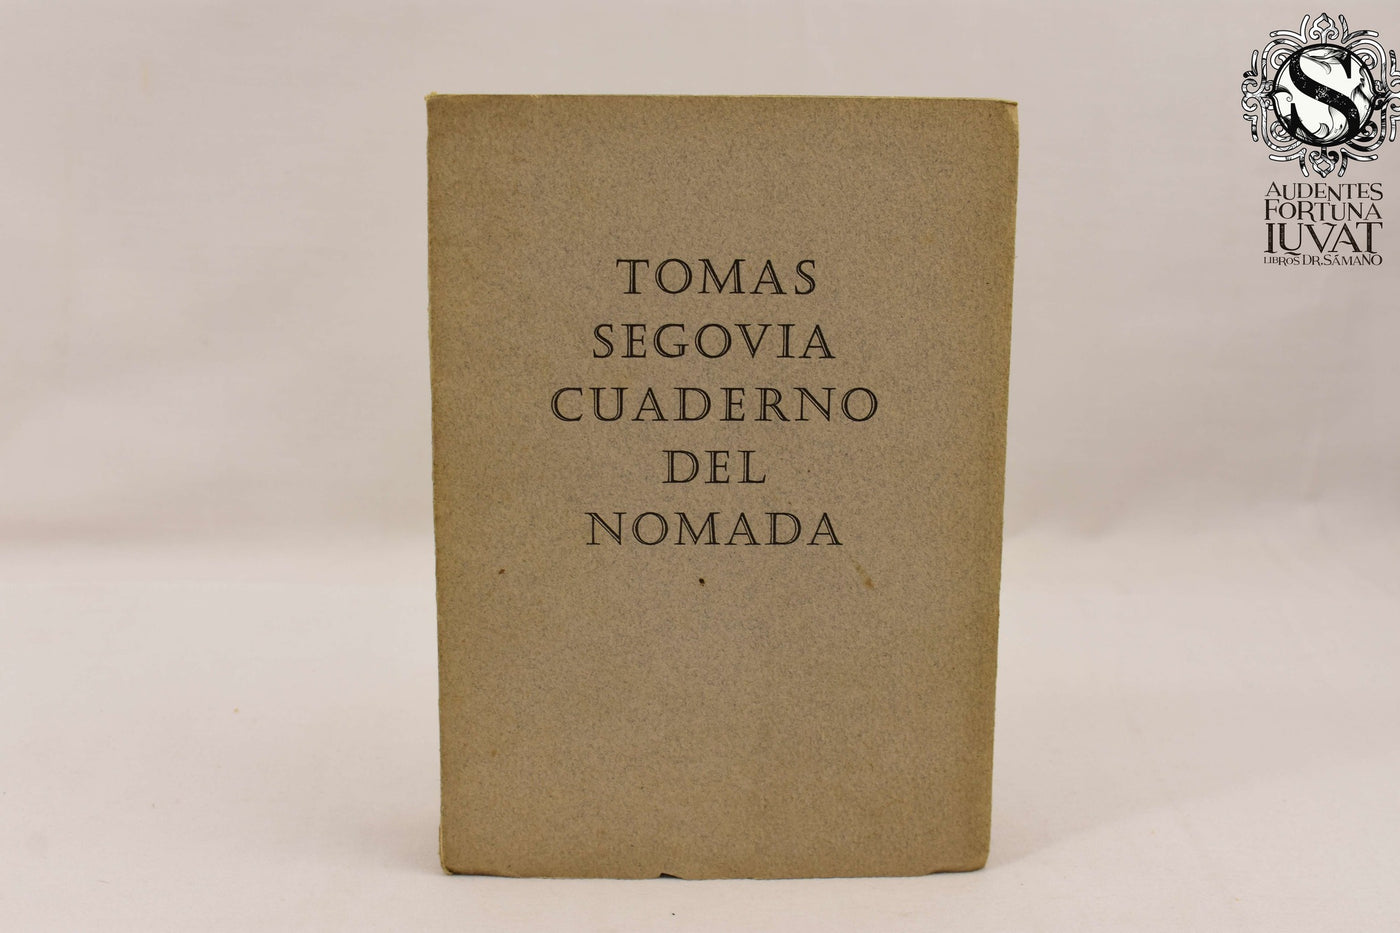 TOMAS
SEGOVIA
CUADERNO
DEL
NOMADA
S
AUDENTES
FORTUNA
IUVAT
LIBROS DR. SÁMANO